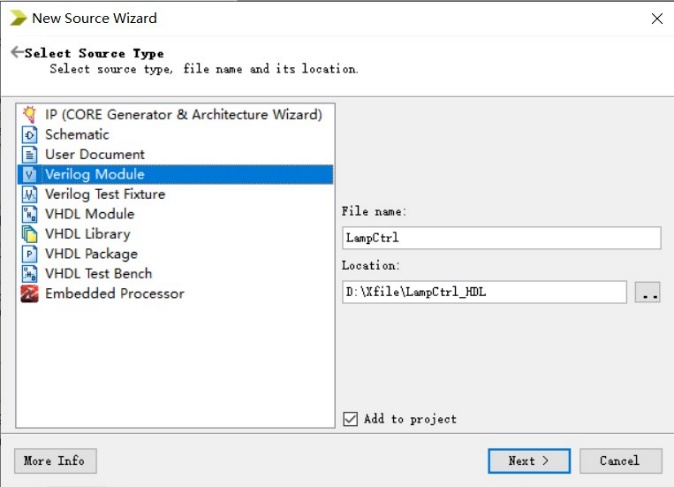 New Source Wizard
Select Source Type
Select source type, file name and its location.
IP (CORE Generator & Architecture Wizard)
Schematic
User Document
Verilog Module
Verilog Test Fixture
VHDL Module
VHDL Library
VHDL Package
VHDL Test Bench
Embedded Processor
File name:
LampCtrl
Location:
D:\Xfile\LampCtrl_HDL
..
Add to project
More Info
Next >
Cancel